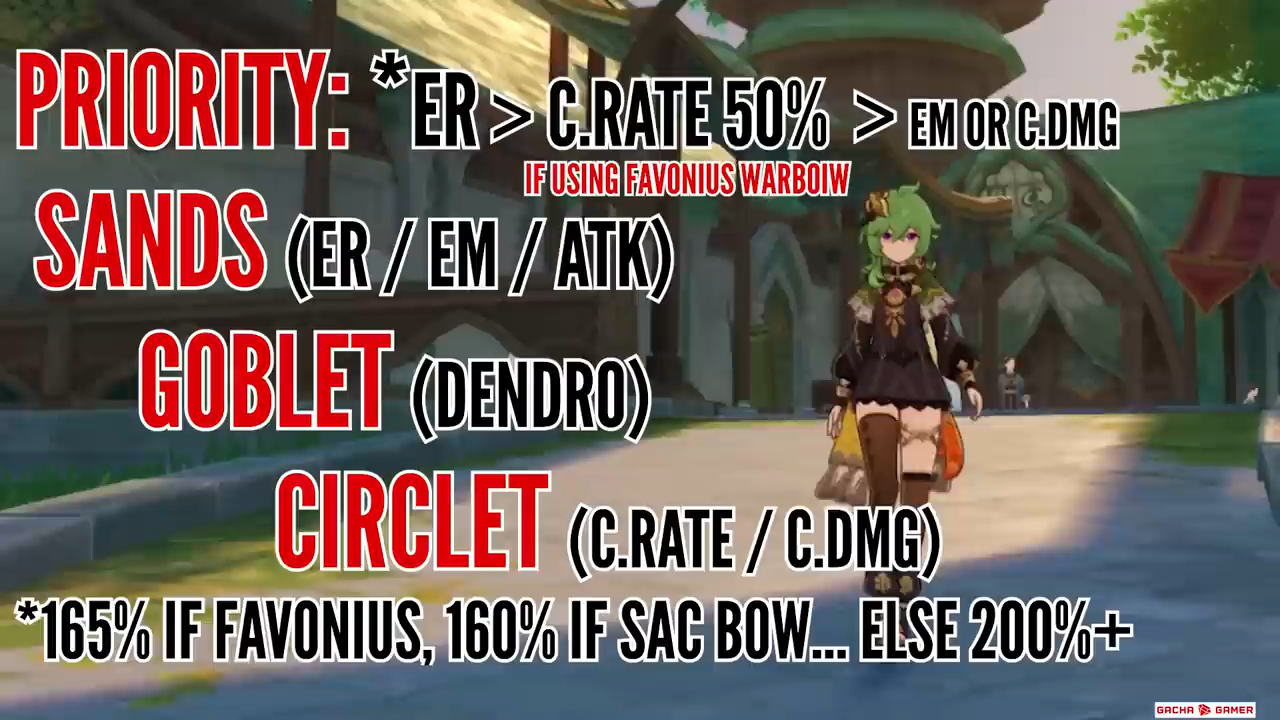 PRIORITY: *ER > C.RATE 50% > EM OR C.DMG
IF USING FAVONIUS WARBOIW
SANDS (ER / EM / ATK)
GOBLET (DENDRO)
CIRCLET (C.RATE / C.DMG)
*165% IF FAVONIUS, 160% IF SAC BOW... ELSE 200%+
GACHA GAMER